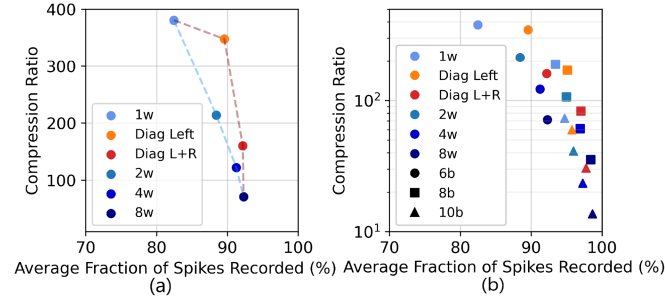 400
300
200
100
70
80
90
100
Compression Ratio
1w
Diag Left
Diag L+R
2w
4w
8w
Average Fraction of Spikes Recorded (%)
(a)
10²
10¹
70
80
90
100
Compression Ratio
1w
Diag Left
Diag L+R
2w
4w
8w
6b
8b
10b
Average Fraction of Spikes Recorded (%)
(b)